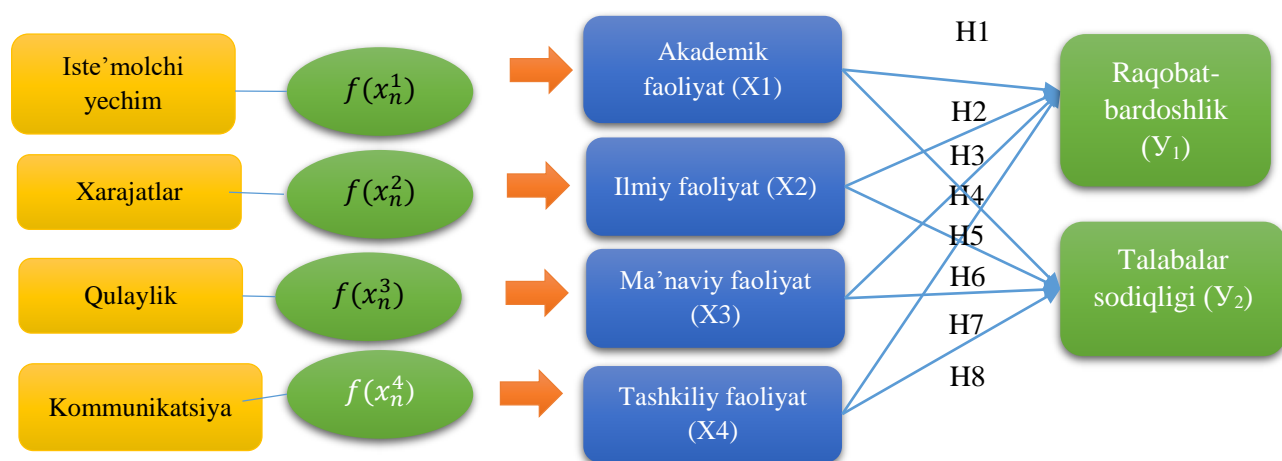 Iste’molchi
yechim
Xarajatlar
Qulaylik
Kommunikatsiya
f(x_n^1)
f(x_n^2)
f(x_n^3)
f(x_n^4)
Akademik
faoliyat (X1)
Ilmiy faoliyat (X2)
Ma’naviy faoliyat
(X3)
Tashkiliy faoliyat
(X4)
H1
H2
H3
H4
H5
H6
H7
H8
Raqobat-
bardoshlik
(У₁)
Talabalar
sodiqligi (У₂)